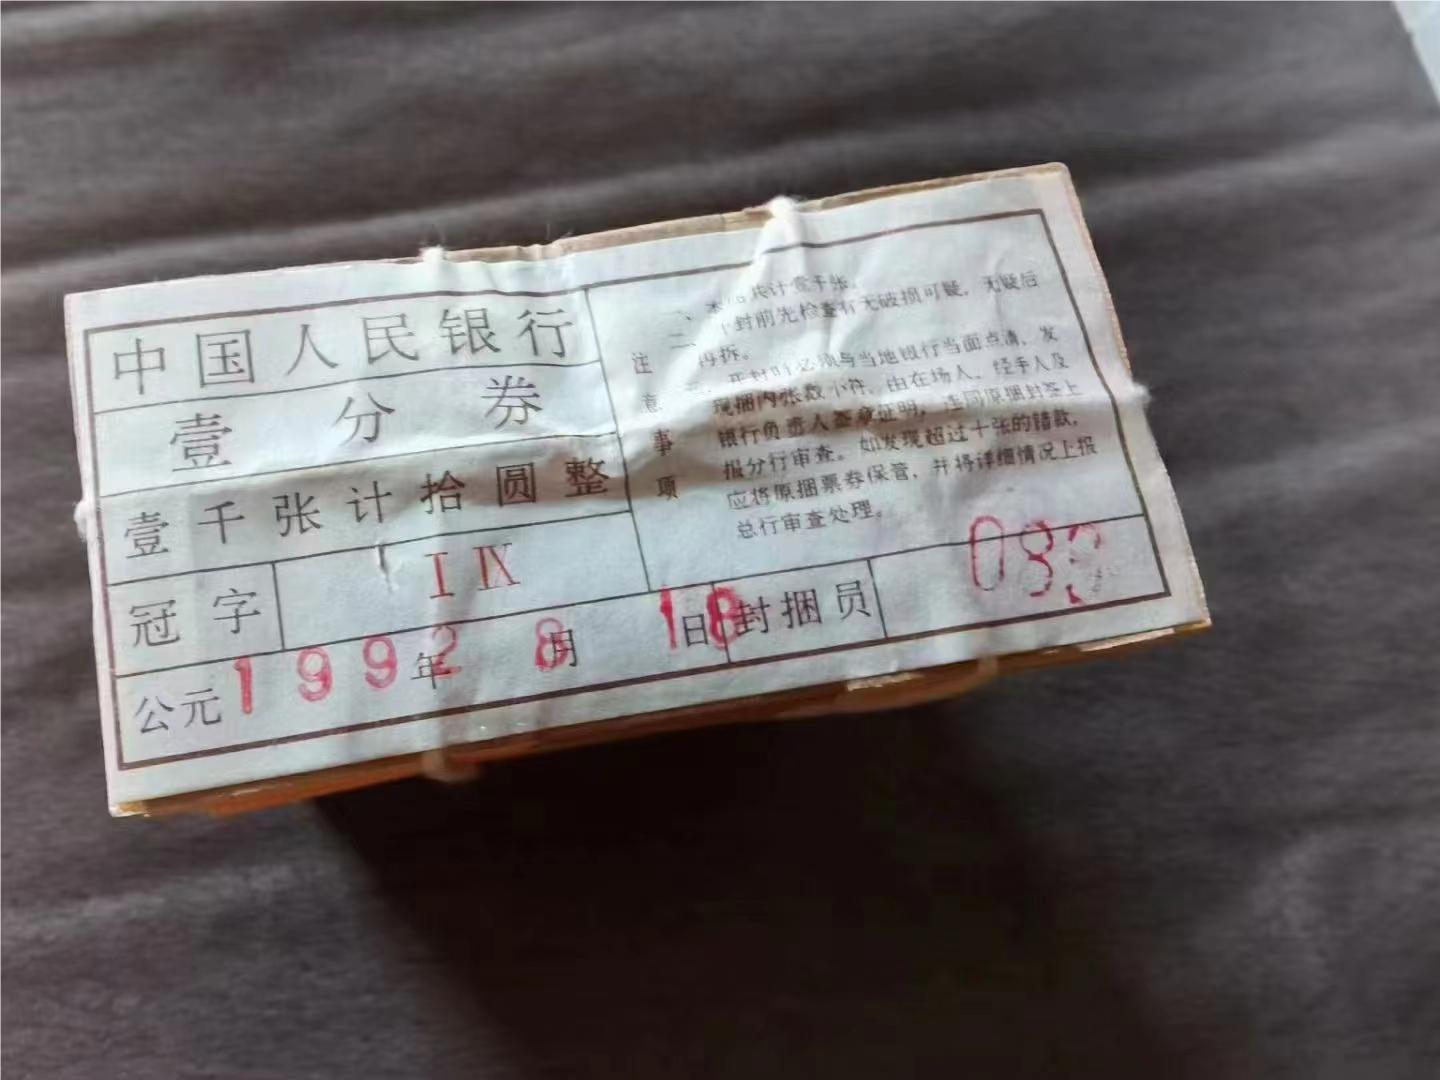 中国人民银行
壹分券
壹千张计拾圆整
冠字 I IX
公元1992年8月18日
封捆员 089
注意事项
一、本 共计壹千张。
二、 封前先检查有无破损可疑，无疑后
再拆。
三、开封时必须与当地银行当面点清，发
现捆内张数不符，由在场人、经手人及
银行负责人签章证明，连同原捆封签上
报分行审查。如发现超过十张的错款，
应将原捆票券保管，并将详细情况上报
总行审查处理。